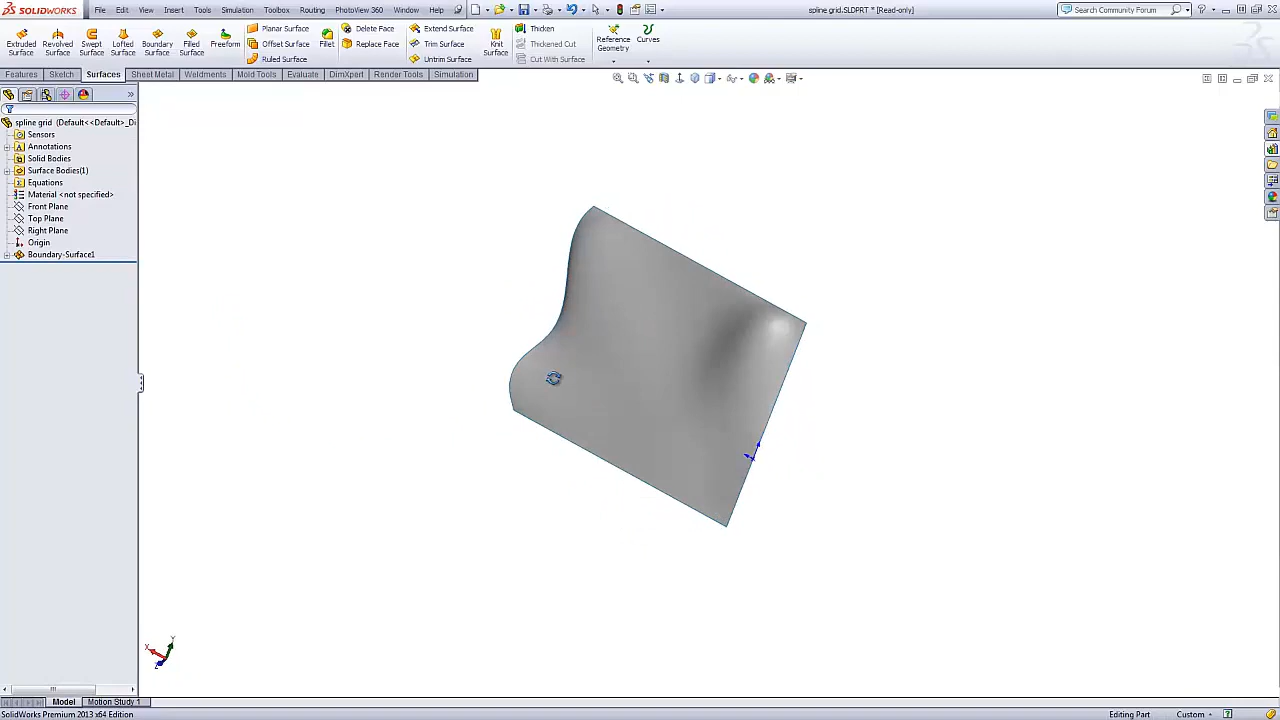 SOLIDWORKS File Edit View Insert Tools Simulation Toolbox Routing PhotoView 360 Window Help spline grid.SLDPRT * [Read-only] Search Community Forum
Extruded Surface Revolved Surface Swept Surface Lofted Surface Boundary Surface Filled Surface Freeform Planar Surface Offset Surface Ruled Surface Fillet Delete Face Replace Face Extend Surface Trim Surface Untrim Surface Knit Surface Thicken Thickened Cut Cut With Surface Reference Geometry Curves
Features Sketch Surfaces Sheet Metal Weldments Mold Tools Evaluate DimXpert Render Tools Simulation
spline grid (Default<<Default>_Di
Sensors
Annotations
Solid Bodies
Surface Bodies(1)
Equations
Material <not specified>
Front Plane
Top Plane
Right Plane
Origin
Boundary-Surface1
Y
X
Z
Model Motion Study 1
SolidWorks Premium 2013 x64 Edition Editing Part Custom